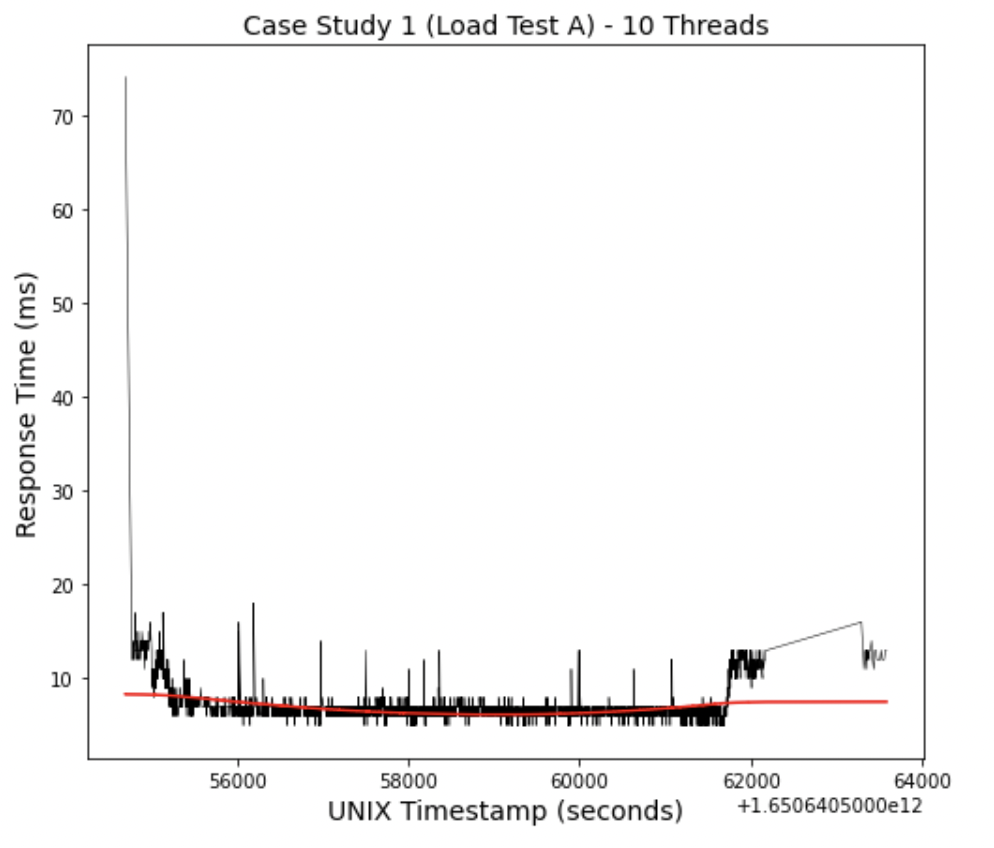 Case Study 1 (Load Test A) - 10 Threads
70
60
50
40
30
20
10
Response Time (ms)
56000 58000 60000 62000 64000
+1.6506405000e12
UNIX Timestamp (seconds)